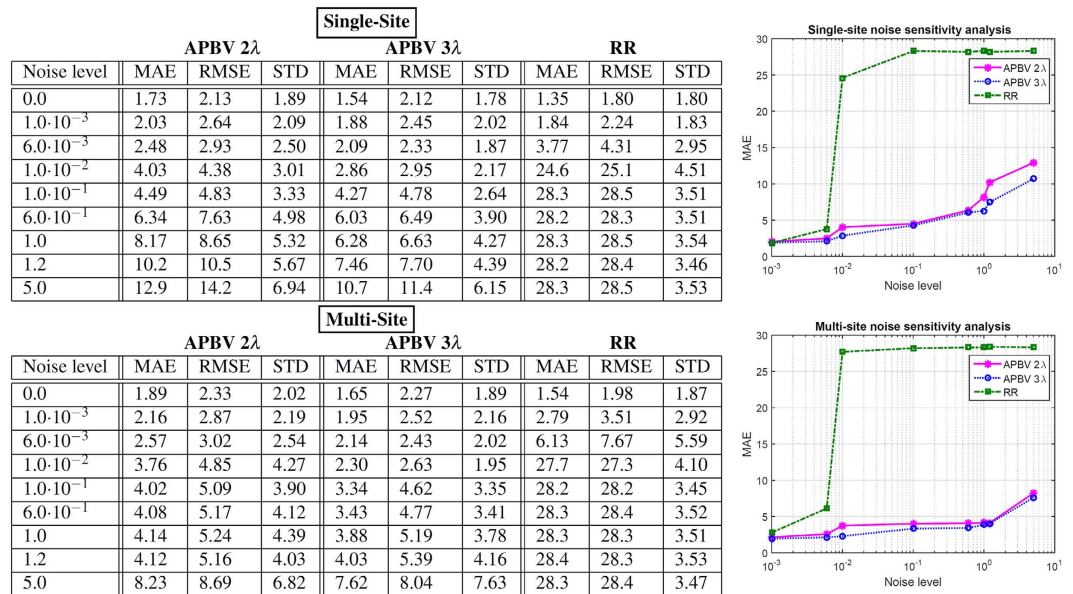 Single-Site
APBV 2λ APBV 3λ RR
Noise level MAE RMSE STD MAE RMSE STD MAE RMSE STD
0.0 1.73 2.13 1.89 1.54 2.12 1.78 1.35 1.80 1.80
1.0·10⁻³ 2.03 2.64 2.09 1.88 2.45 2.02 1.84 2.24 1.83
6.0·10⁻³ 2.48 2.93 2.50 2.09 2.33 1.87 3.77 4.31 2.95
1.0·10⁻² 4.03 4.38 3.01 2.86 2.95 2.17 24.6 25.1 4.51
1.0·10⁻¹ 4.49 4.83 3.33 4.27 4.78 2.64 28.3 28.5 3.51
6.0·10⁻¹ 6.34 7.63 4.98 6.03 6.49 3.90 28.2 28.3 3.51
1.0 8.17 8.65 5.32 6.28 6.63 4.27 28.3 28.5 3.54
1.2 10.2 10.5 5.67 7.46 7.70 4.39 28.2 28.4 3.46
5.0 12.9 14.2 6.94 10.7 11.4 6.15 28.3 28.5 3.53
Single-site noise sensitivity analysis
30
25
20
15
10
5
0
MAE
APBV 2λ
APBV 3λ
RR
10⁻³ 10⁻² 10⁻¹ 10⁰ 10¹
Noise level
Multi-Site
APBV 2λ APBV 3λ RR
Noise level MAE RMSE STD MAE RMSE STD MAE RMSE STD
0.0 1.89 2.33 2.02 1.65 2.27 1.89 1.54 1.98 1.87
1.0·10⁻³ 2.16 2.87 2.19 1.95 2.52 2.16 2.79 3.51 2.92
6.0·10⁻³ 2.57 3.02 2.54 2.14 2.43 2.02 6.13 7.67 5.59
1.0·10⁻² 3.76 4.85 4.27 2.30 2.63 1.95 27.7 27.3 4.10
1.0·10⁻¹ 4.02 5.09 3.90 3.34 4.62 3.35 28.2 28.2 3.45
6.0·10⁻¹ 4.08 5.17 4.12 3.43 4.77 3.41 28.3 28.4 3.52
1.0 4.14 5.24 4.39 3.88 5.19 3.78 28.3 28.3 3.51
1.2 4.12 5.16 4.03 4.03 5.39 4.16 28.4 28.3 3.53
5.0 8.23 8.69 6.82 7.62 8.04 7.63 28.3 28.4 3.47
Multi-site noise sensitivity analysis
30
25
20
15
10
5
0
MAE
APBV 2λ
APBV 3λ
RR
10⁻³ 10⁻² 10⁻¹ 10⁰ 10¹
Noise level